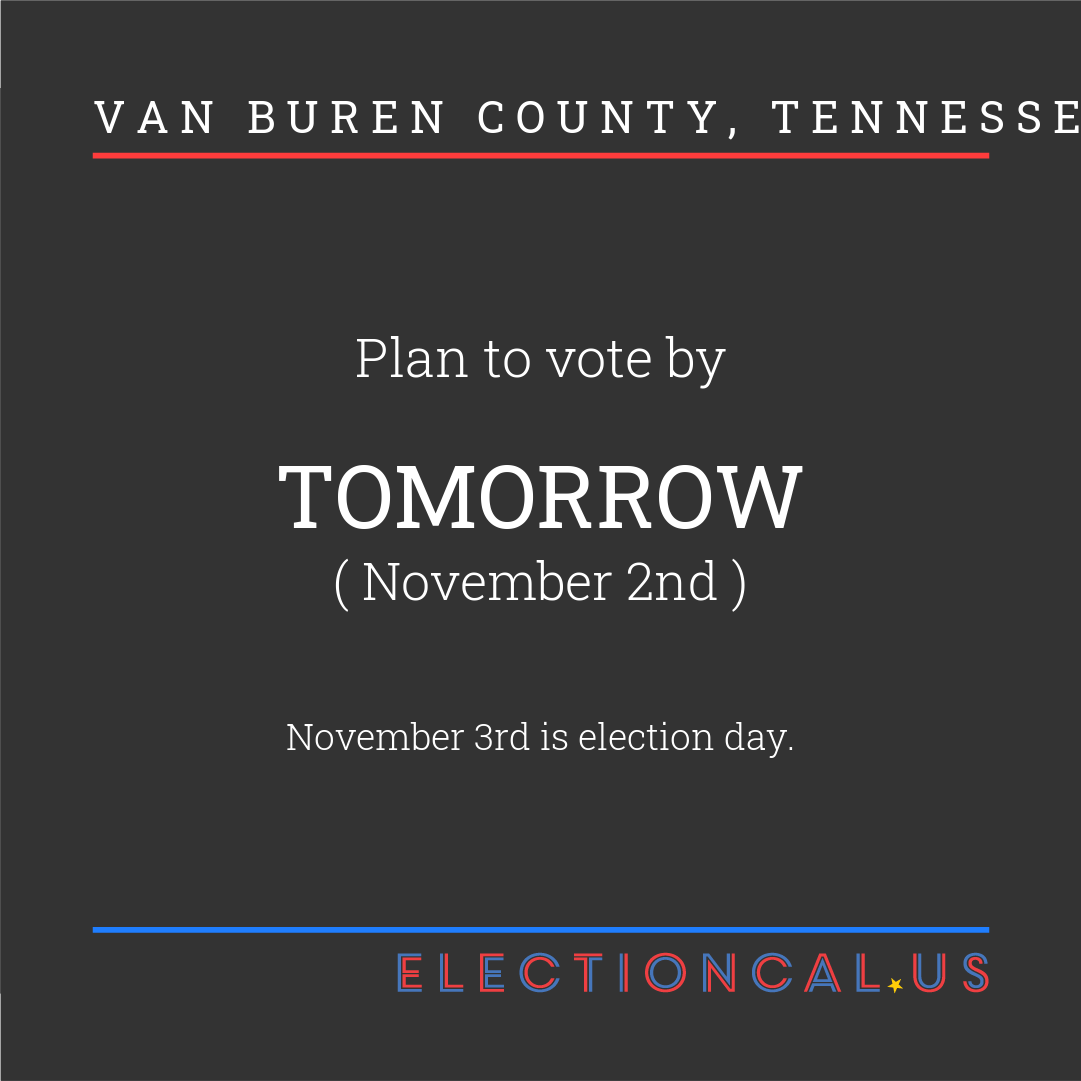 VAN BUREN COUNTY, TENNESSE
Plan to vote by
TOMORROW
( November 2nd )
November 3rd is election day.
ELECTIONCAL.US